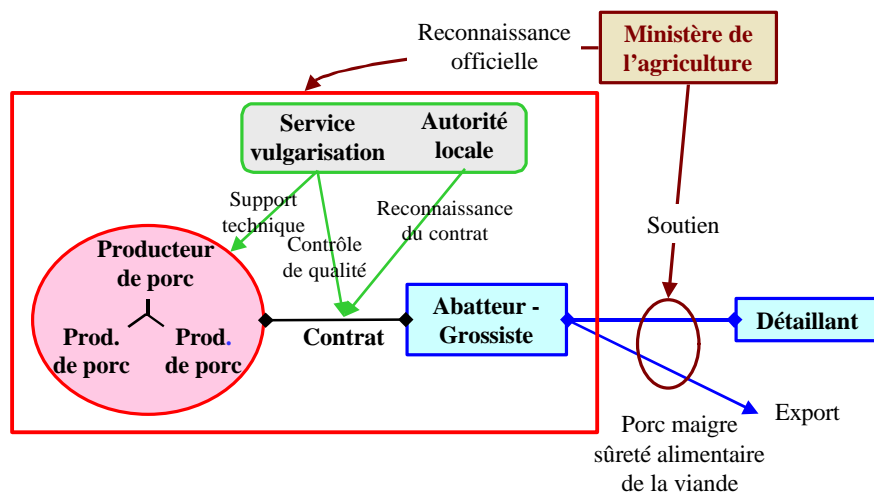 Reconnaissance
officielle
Ministère de
l'agriculture
Service
vulgarisation
Autorité
locale
Support
technique
Contrôle
de qualité
Reconnaissance
du contrat
Soutien
Producteur
de porc
Prod.
de porc
Prod.
de porc
Contrat
Abatteur -
Grossiste
Détaillant
Export
Porc maigre
sûreté alimentaire
de la viande